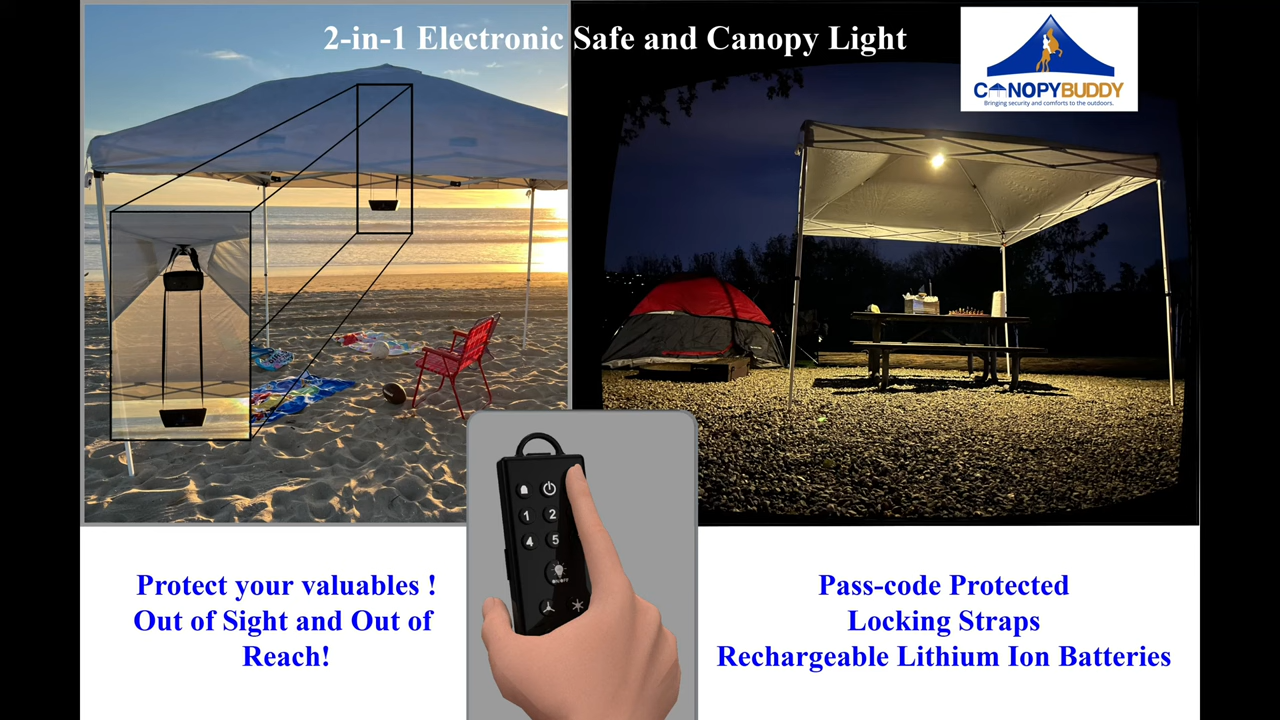 2-in-1 Electronic Safe and Canopy Light
CANOPYBUDDY
Bringing security and comforts to the outdoors.
1 2
4 5
Protect your valuables !
Out of Sight and Out of
Reach!
Pass-code Protected
Locking Straps
Rechargeable Lithium Ion Batteries